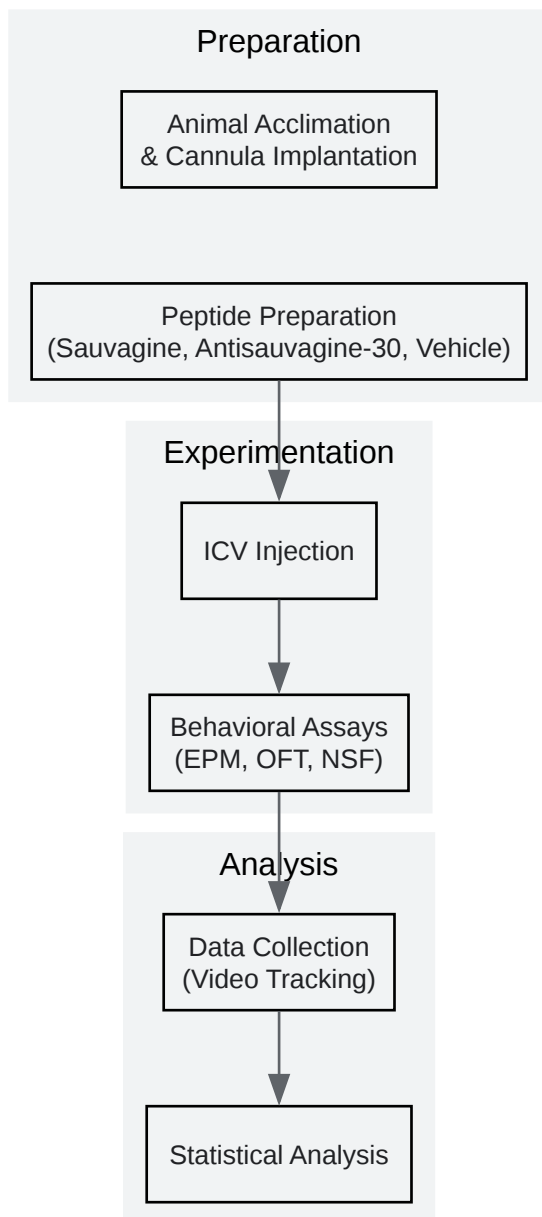 Preparation
Animal Acclimation
& Cannula Implantation
Peptide Preparation
(Sauvagine, Antisauvagine-30, Vehicle)
Experimentation
ICV Injection
Behavioral Assays
(EPM, OFT, NSF)
Analysis
Data Collection
(Video Tracking)
Statistical Analysis